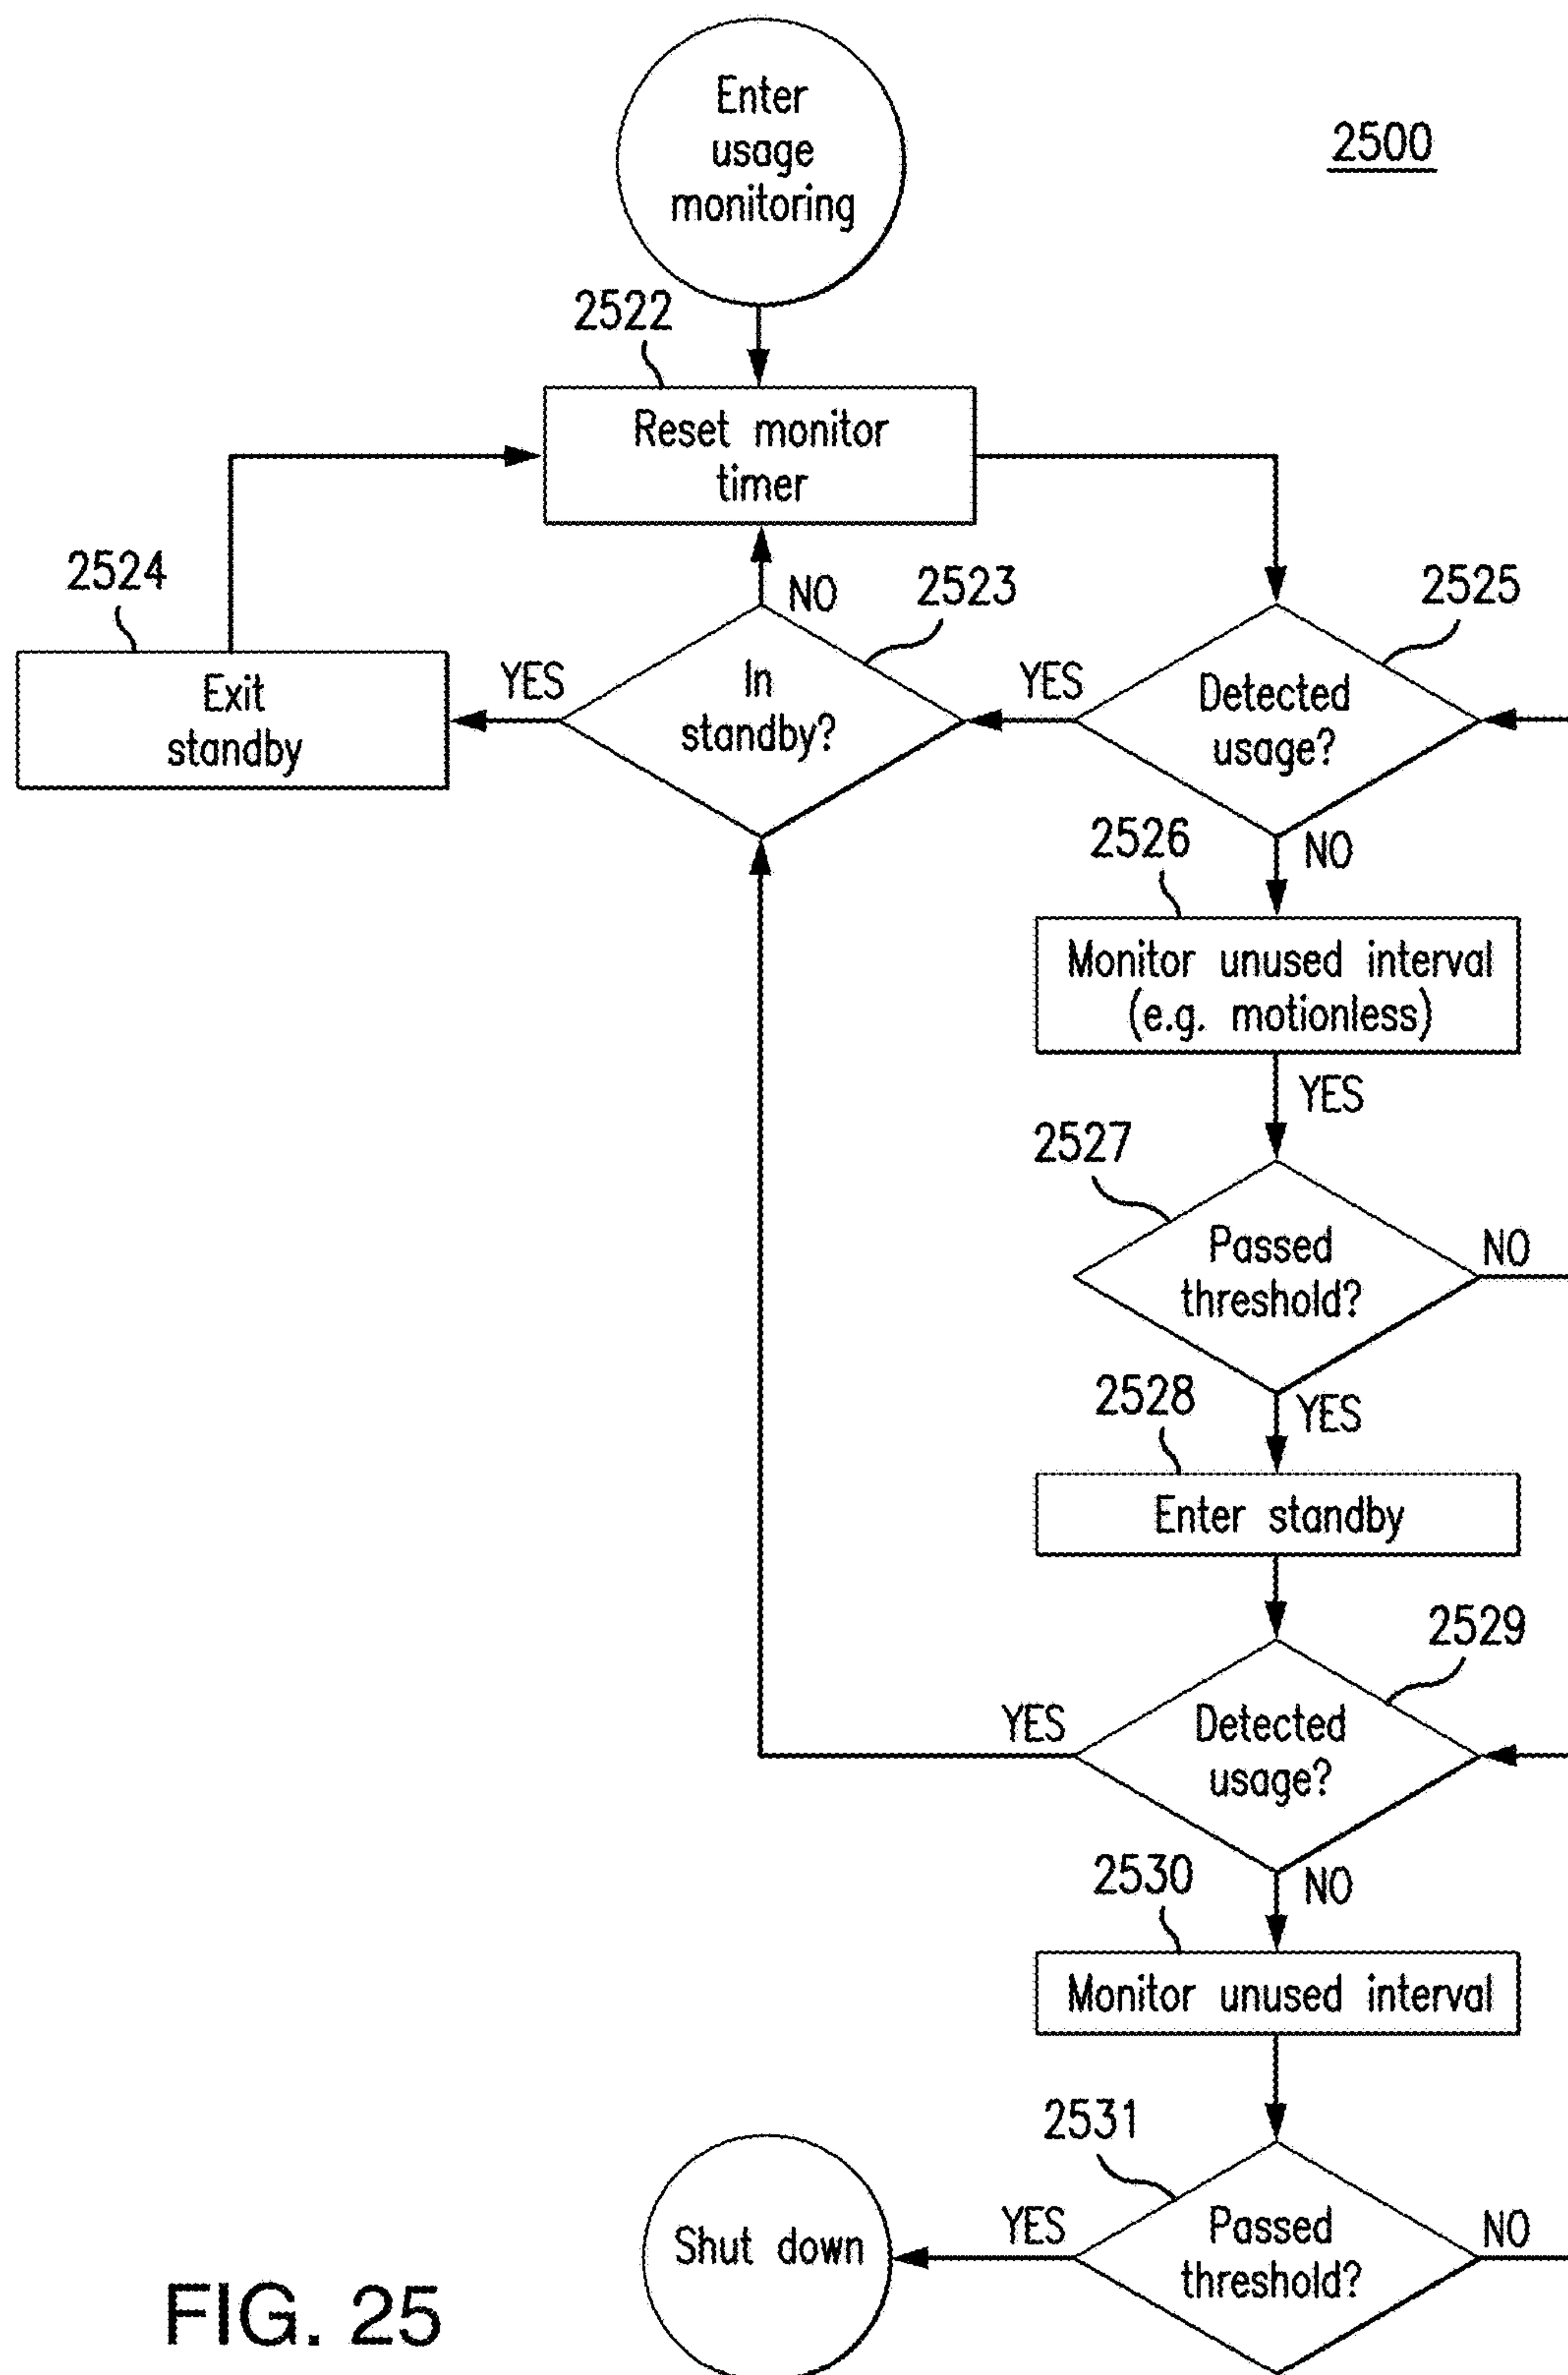 Enter
usage
monitoring
2500
2522
Reset monitor
timer
2524
NO
2523
2525
Exit
standby
YES
In
standby?
YES
Detected
usage?
2526
NO
Monitor unused interval
(e.g. motionless)
YES
2527
Passed
threshold?
NO
2528
YES
Enter standby
2529
YES
Detected
usage?
2530
NO
Monitor unused interval
2531
Shut down
YES
Passed
threshold?
NO
FIG. 25